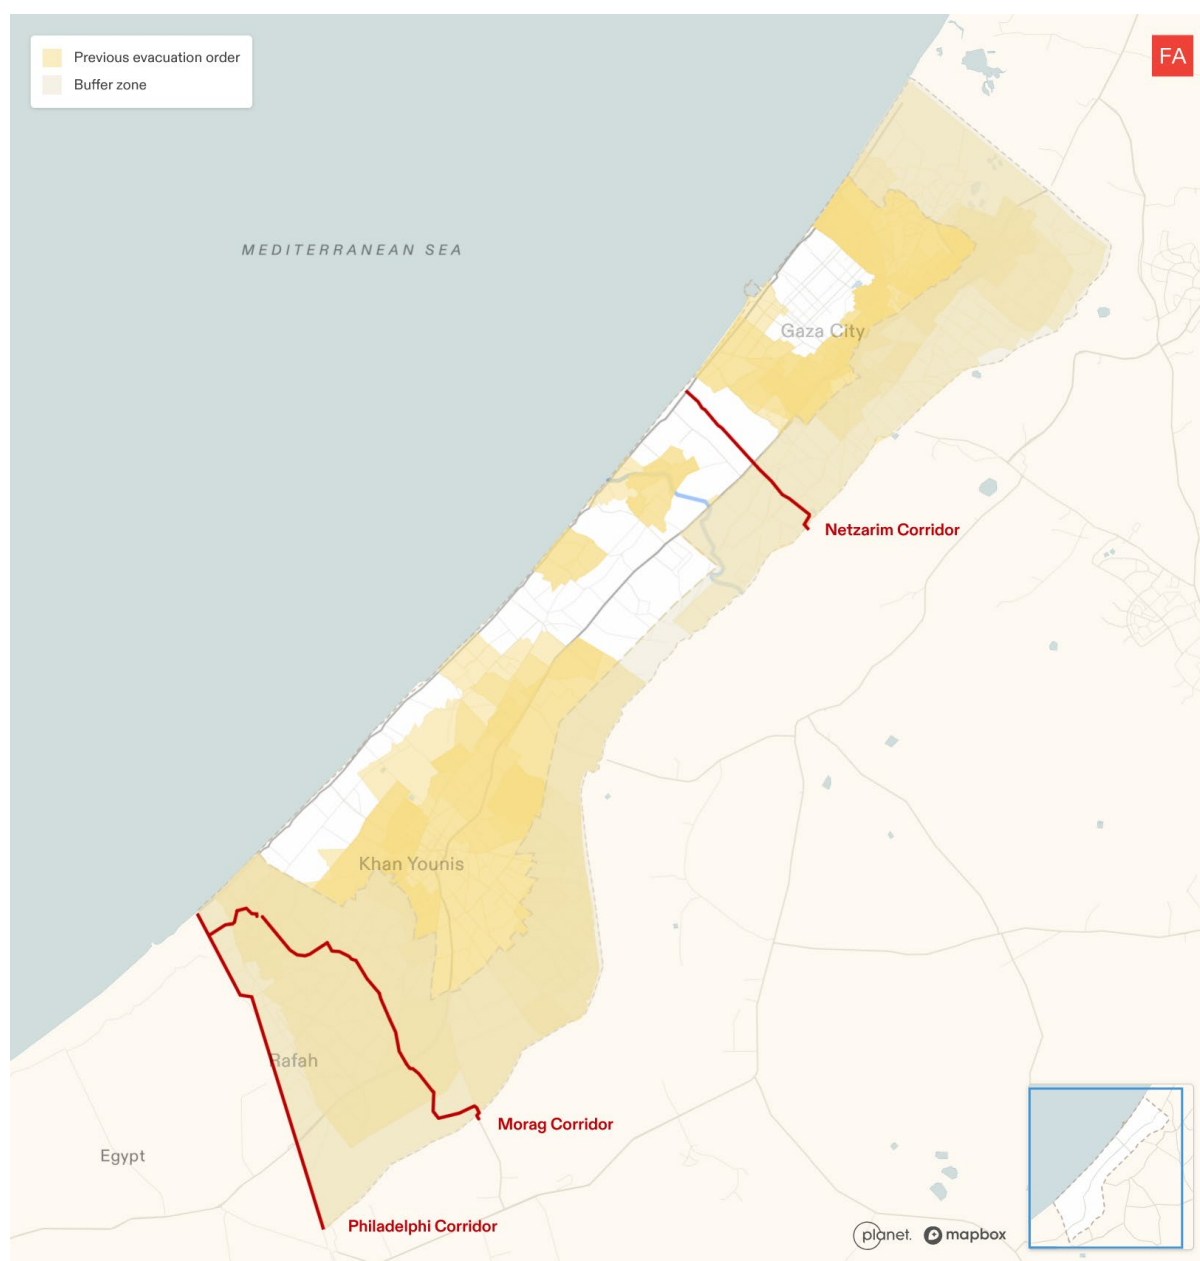 Previous evacuation order
Buffer zone
FA
MEDITERRANEAN SEA
Gaza City
Netzarim Corridor
Khan Younis
Rafah
Morag Corridor
Egypt
Philadelphi Corridor
planet. mapbox